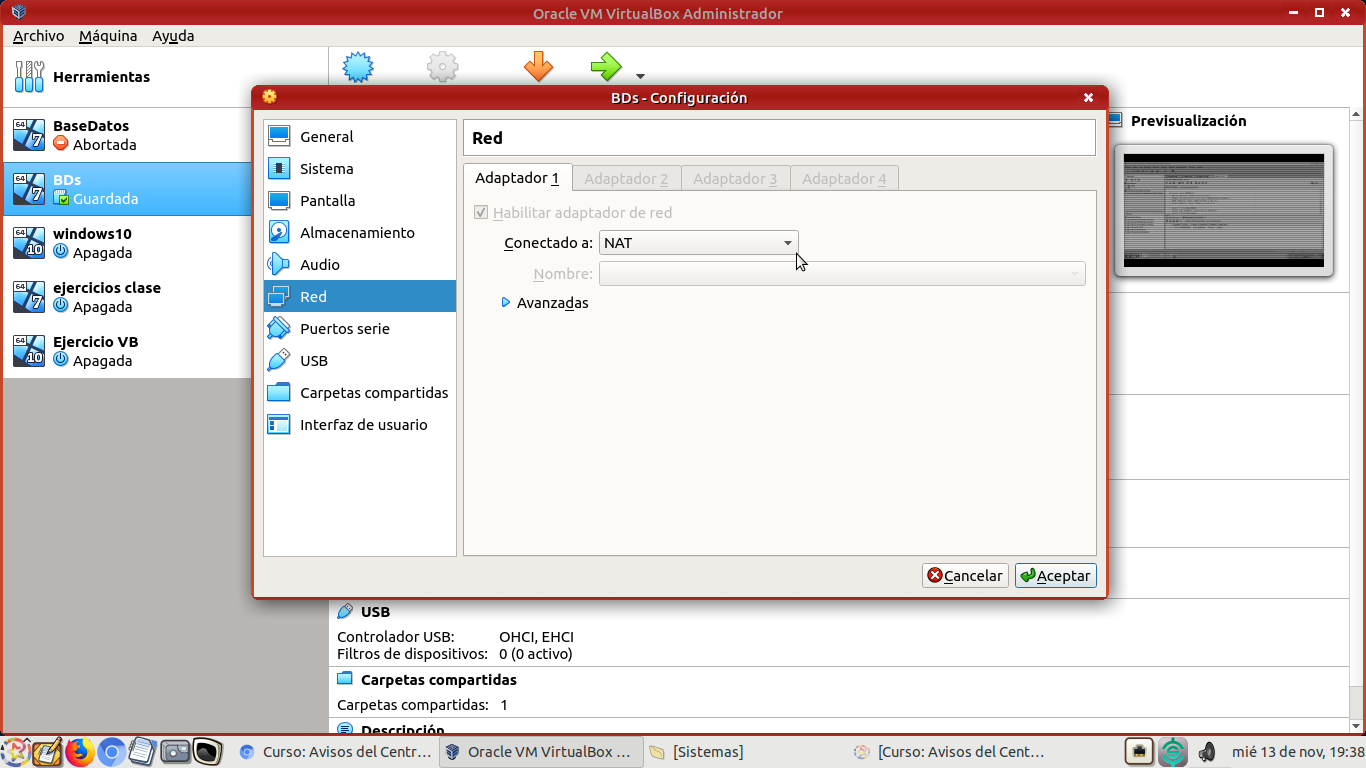 Oracle VM VirtualBox Administrador
Archivo Máquina Ayuda
Herramientas
BaseDatos
Abortada
BDs
Guardada
windows10
Apagada
ejercicios clase
Apagada
Ejercicio VB
Apagada
BDs - Configuración
General
Sistema
Pantalla
Almacenamiento
Audio
Red
Puertos serie
USB
Carpetas compartidas
Interfaz de usuario
Red
Adaptador 1 Adaptador 2 Adaptador 3 Adaptador 4
Habilitar adaptador de red
Conectado a: NAT
Nombre:
Avanzadas
Cancelar Aceptar
Previsualización
USB
Controlador USB: OHCI, EHCI
Filtros de dispositivos: 0 (0 activo)
Carpetas compartidas
Carpetas compartidas: 1
Descripción
Curso: Avisos del Centr... Oracle VM VirtualBox ... [Sistemas] [Curso: Avisos del Cent... mié 13 de nov, 19:38